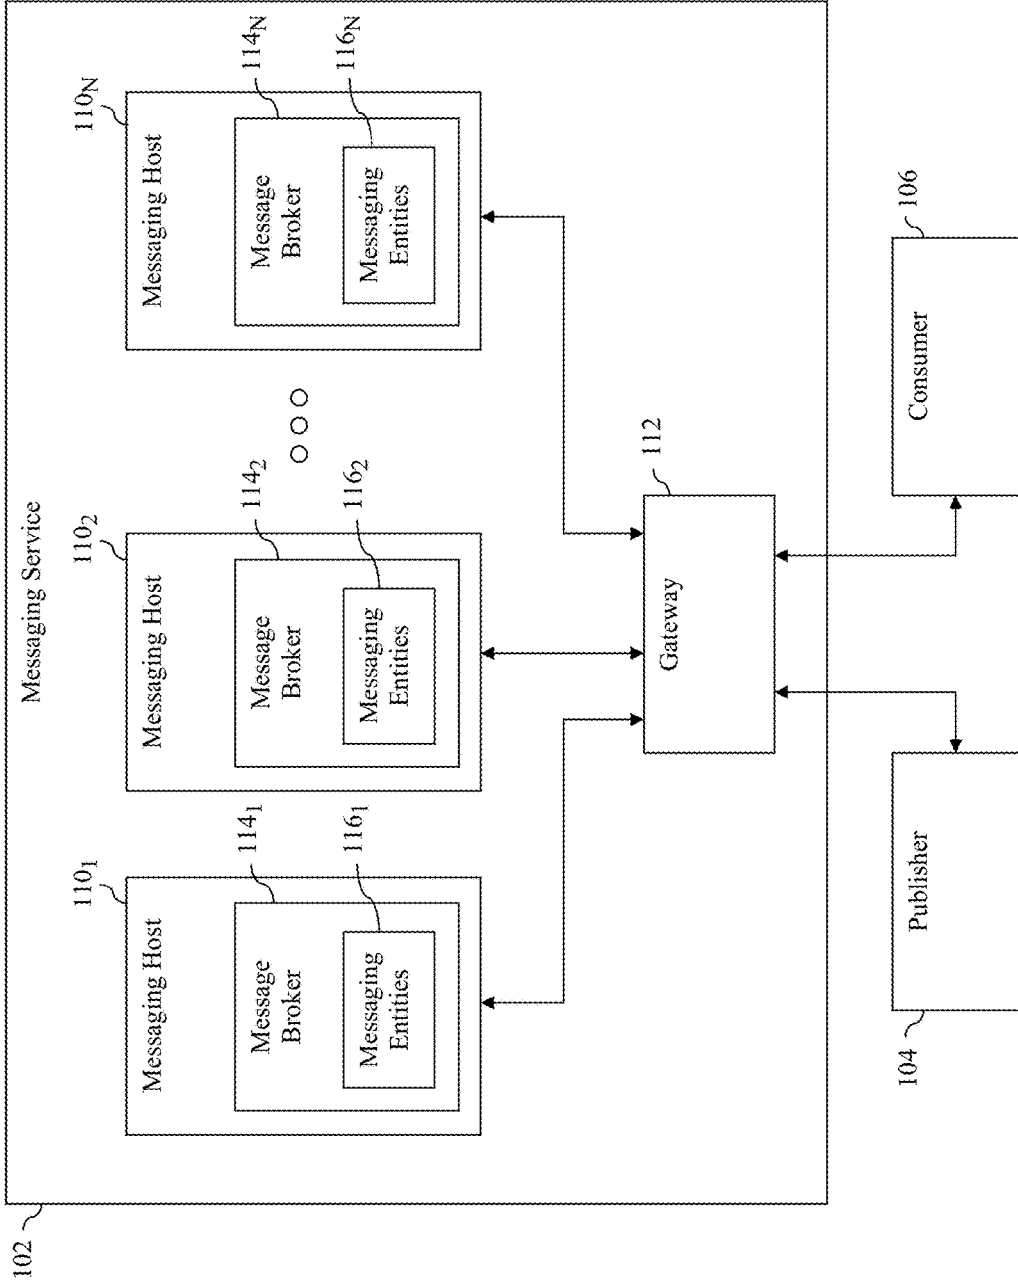 102
Messaging Service
110₁
Messaging Host
114₁
Message
Broker
116₁
Messaging
Entities
110₂
Messaging Host
114₂
Message
Broker
116₂
Messaging
Entities
110N
Messaging Host
114N
Message
Broker
116N
Messaging
Entities
112
Gateway
104
Publisher
106
Consumer